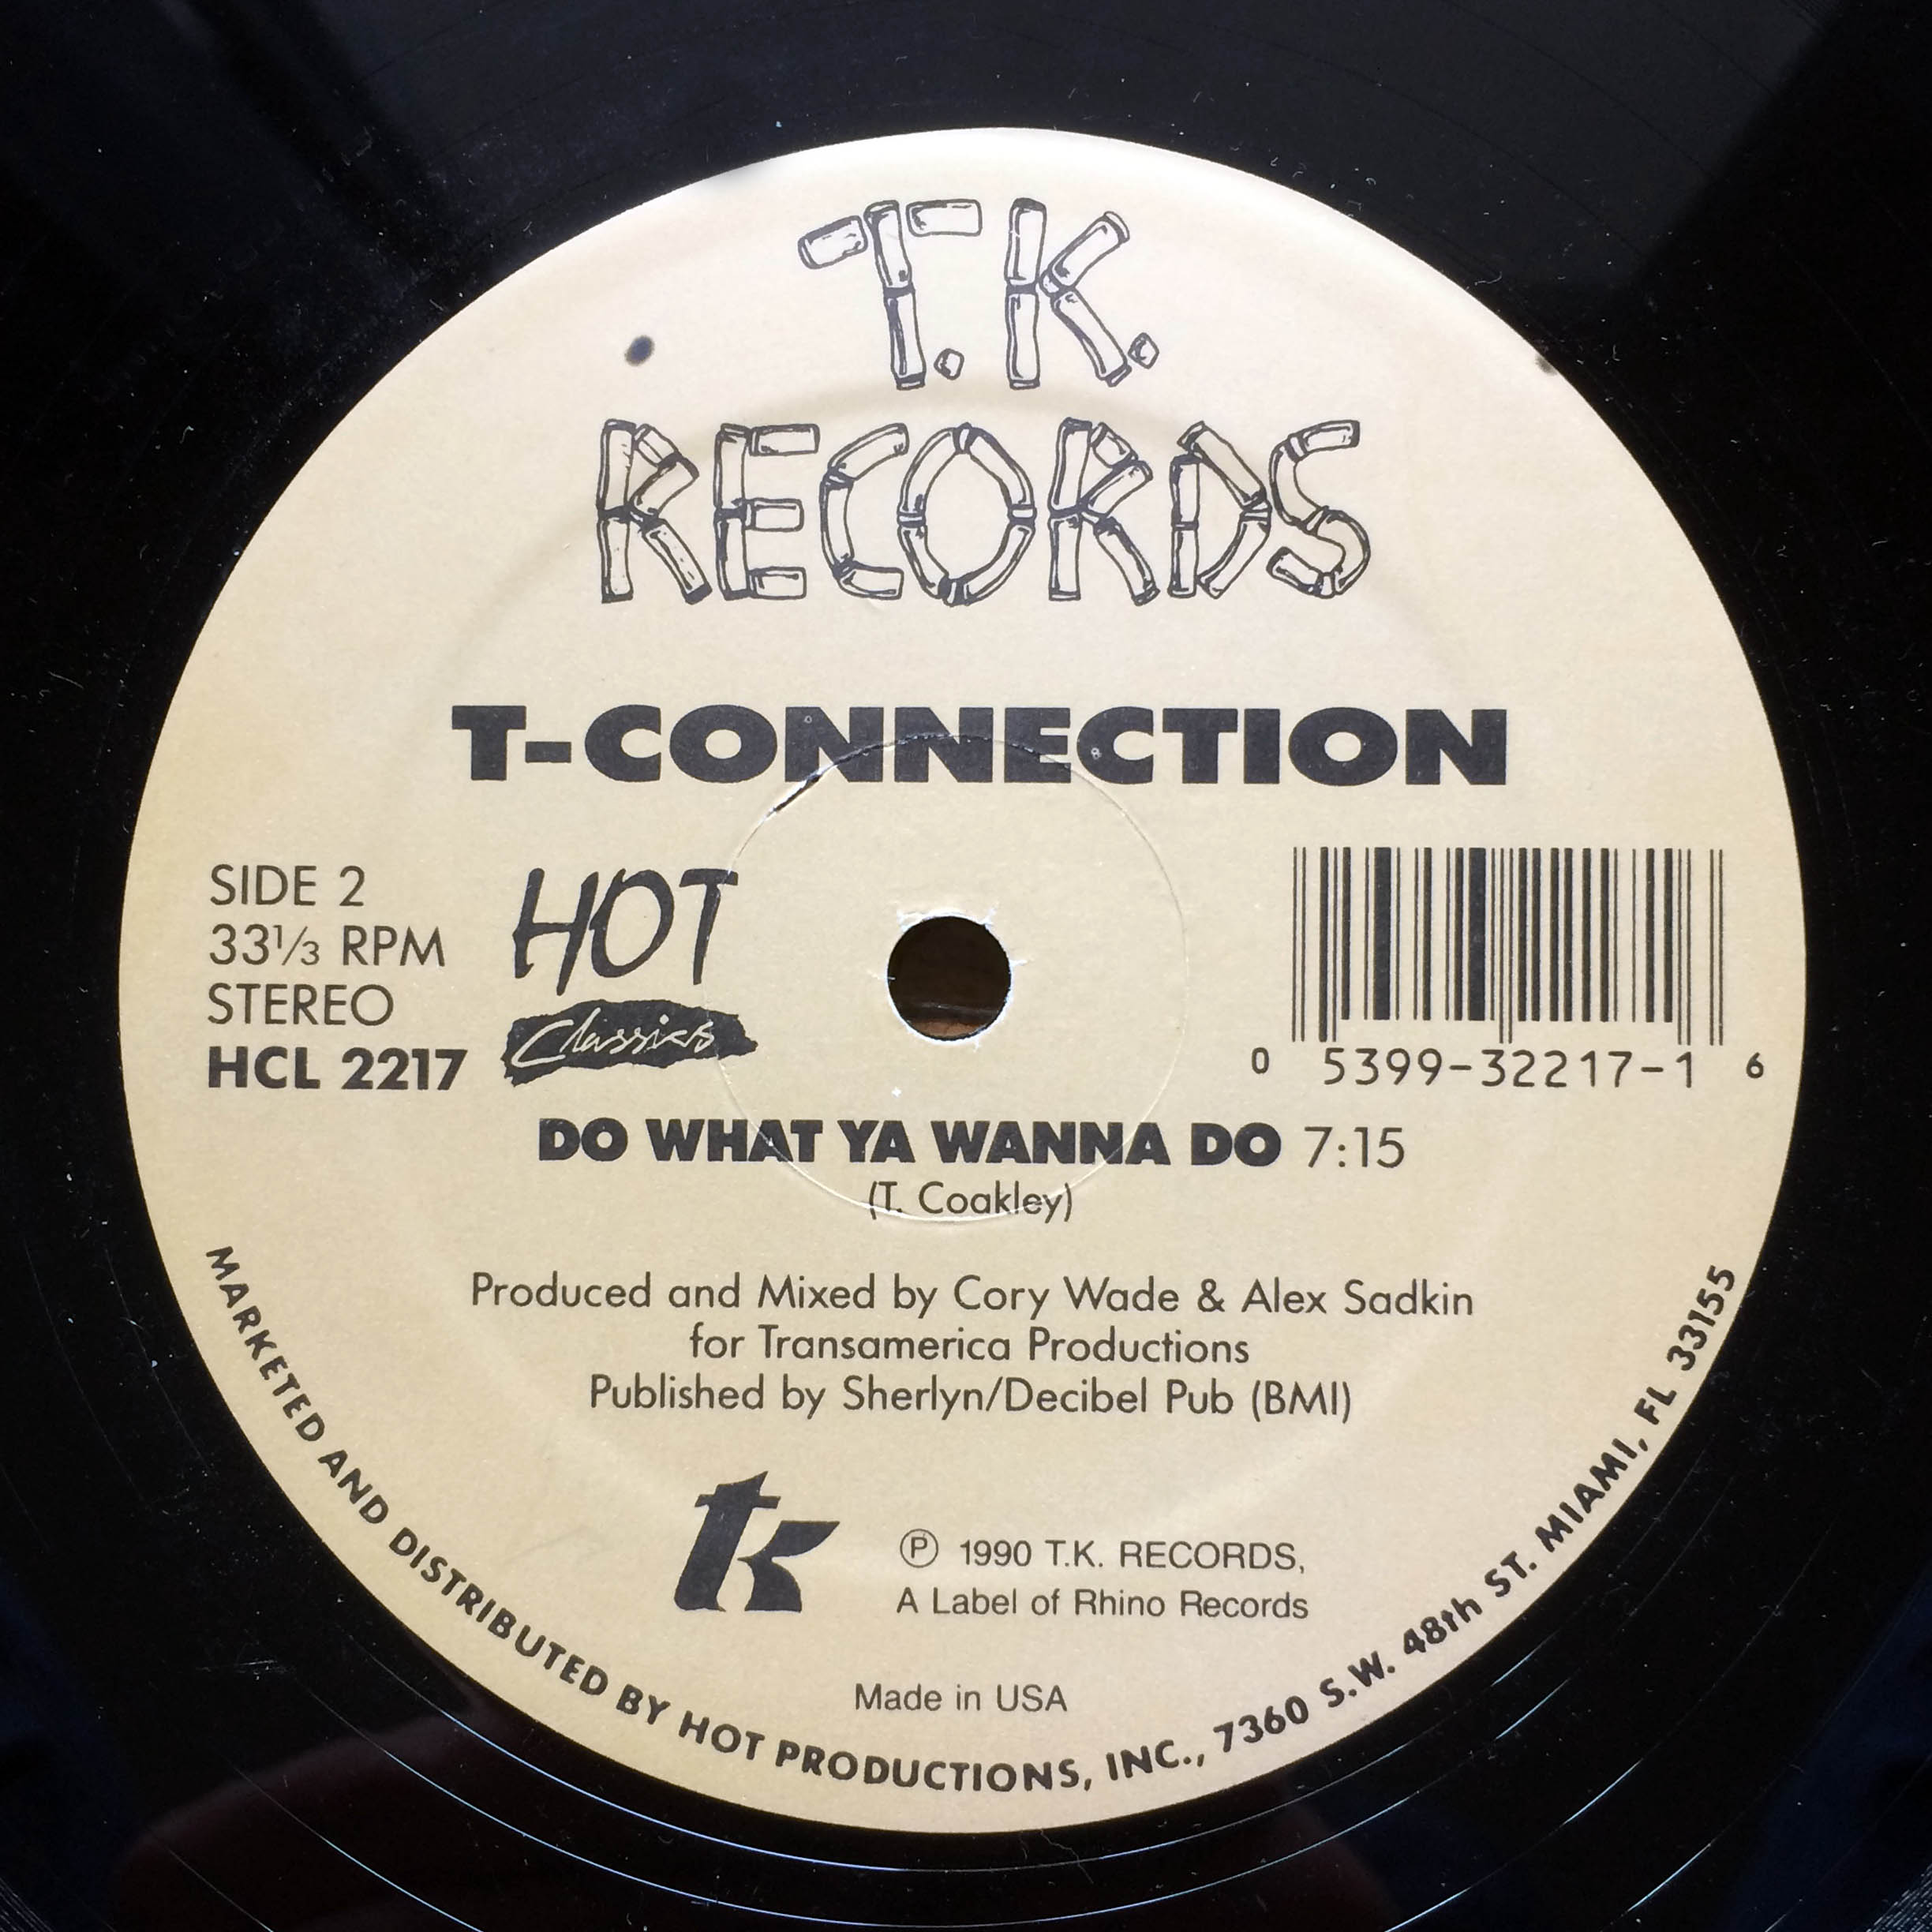 T.K.
RECORDS
T-CONNECTION
SIDE 2
33⅓ RPM
STEREO
HCL 2217
HOT
Classics
0 5399-32217-1 6
DO WHAT YA WANNA DO 7:15
(T. Coakley)
Produced and Mixed by Cory Wade & Alex Sadkin
for Transamerica Productions
Published by Sherlyn/Decibel Pub (BMI)
tk
℗ 1990 T.K. RECORDS,
A Label of Rhino Records
Made in USA
MARKETED AND DISTRIBUTED BY HOT PRODUCTIONS, INC., 7360 S.W. 48th ST. MIAMI, FL 33155